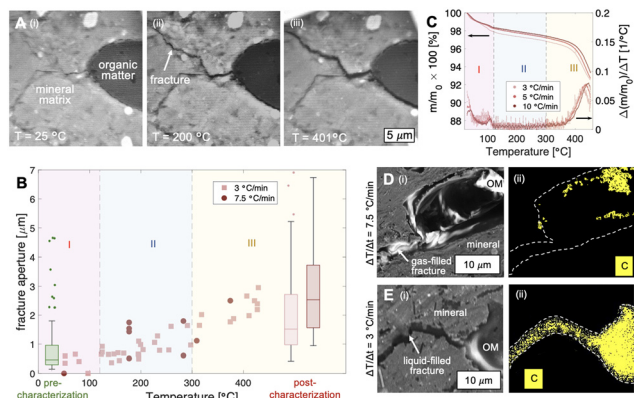 A (i)
mineral
matrix
organic
matter
T = 25 °C
(ii)
fracture
T = 200 °C
(iii)
T = 401°C
5 µm
B
fracture aperture [µm]
7
6
5
4
3
2
1
0
I
II
III
3 °C/min
7.5 °C/min
0
100
200
300
400
pre-
characterization
Temperature [°C]
post-
characterization
C
m/m0 × 100 [%]
100
98
96
94
92
90
88
I
II
III
3 °C/min
5 °C/min
10 °C/min
0.2
0.15
0.1
0.05
0
Δ(m/m0)/ΔT [1/°C]
100
200
300
400
Temperature [°C]
D (i)
ΔT/Δt = 7.5 °C/min
OM
mineral
gas-filled
fracture
10 µm
(ii)
C
E (i)
ΔT/Δt = 3 °C/min
mineral
OM
liquid-filled
fracture
10 µm
(ii)
C